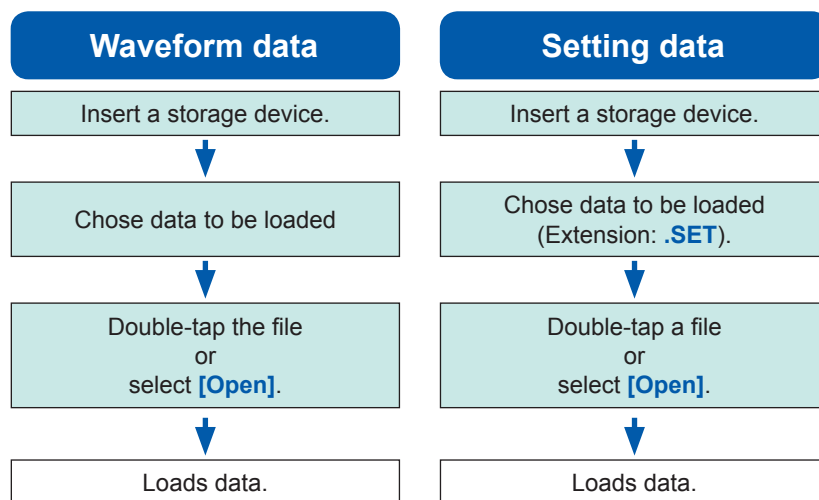 Waveform data
Insert a storage device.
Chose data to be loaded
Double-tap the file
or
select [Open].
Loads data.
Setting data
Insert a storage device.
Chose data to be loaded
(Extension: .SET).
Double-tap a file
or
select [Open].
Loads data.